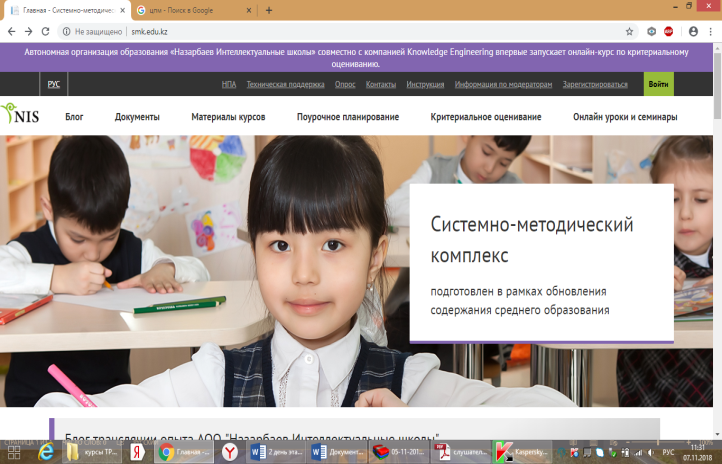 Главная - Системно-методичес
цпи - Поиск в Google
Не защищено | smk.edu.kz
Автономная организация образования «Назарбаев Интеллектуальные школы» совместно с компанией Knowledge Engineering впервые запускает онлайн-курс по критериальному
оцениванию.
РУС НПА Техническая поддержка Опрос Контакты Инструкция Информация по модераторам Зарегистрироваться Войти
NIS Блог Документы Материалы курсов Поурочное планирование Критериальное оценивание Онлайн уроки и семинары
Системно-методический
комплекс
подготовлен в рамках обновления
содержания среднего образования
Блог трансляции опыта АОО "Назарбаев Интеллектуальные школы"
курсы ТР... Главная -... 2 день эта... Документ... 05-11-201... слушател... Kaspersky... РУС 11:31
07.11.2018